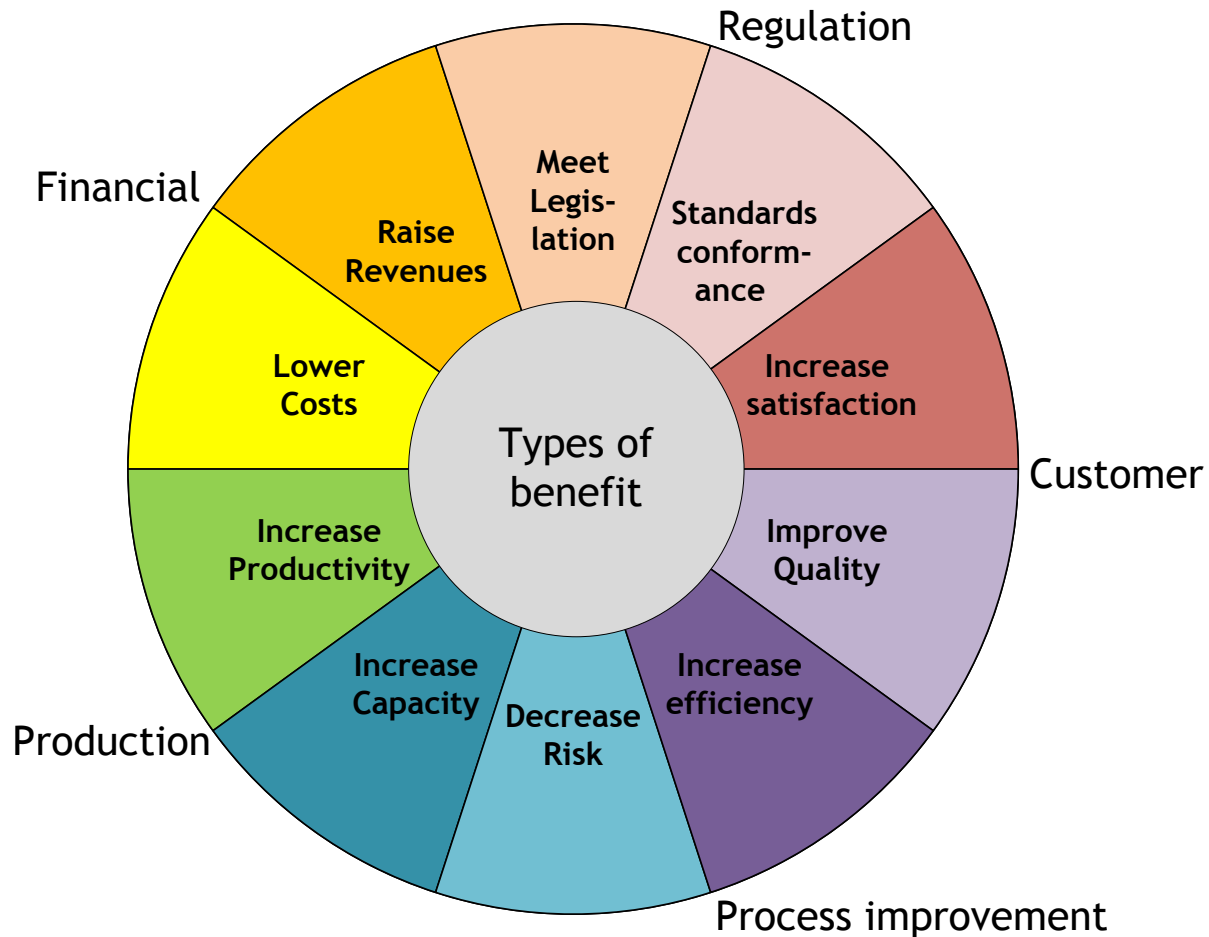 Regulation
Financial
Meet
Legis-
lation
Standards
conform-
ance
Raise
Revenues
Lower
Costs
Increase
satisfaction
Types of
benefit
Customer
Increase
Productivity
Improve
Quality
Increase
Capacity
Increase
efficiency
Decrease
Risk
Production
Process improvement